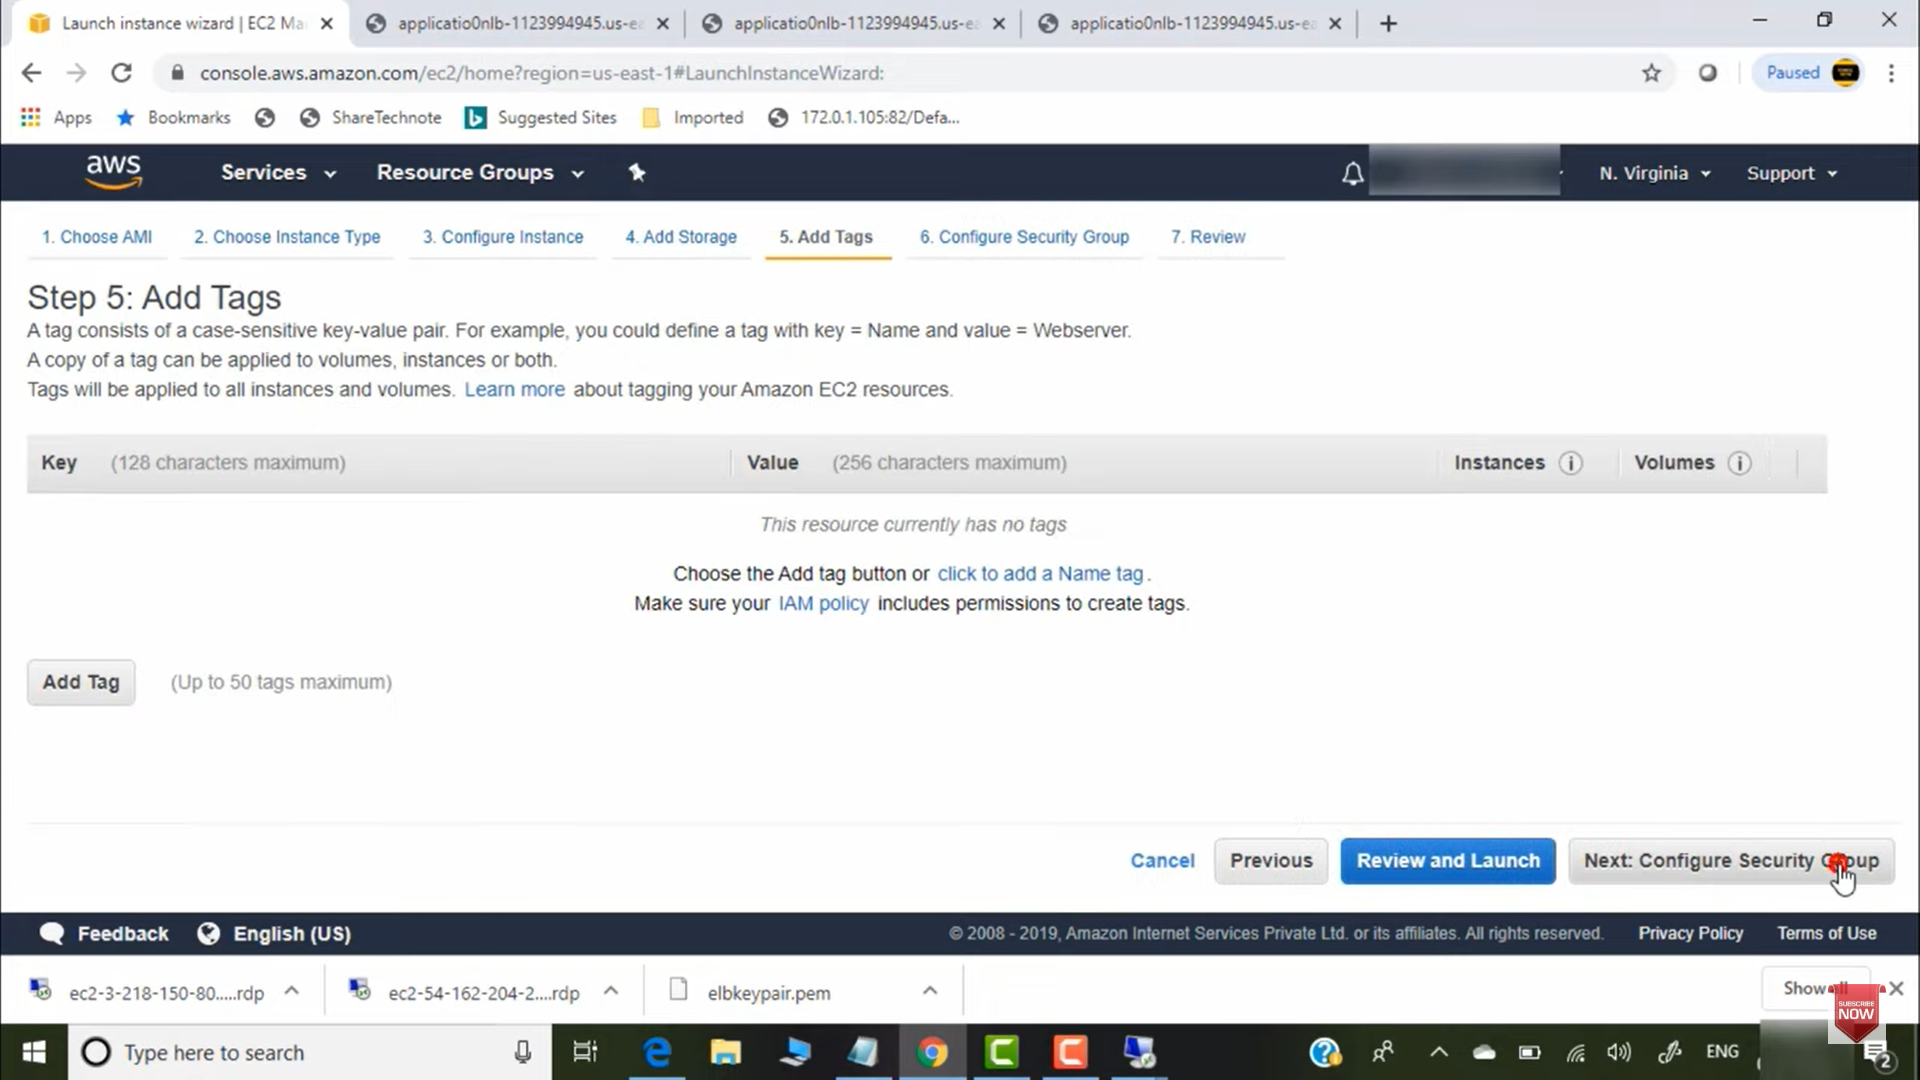 Launch instance wizard | EC2 Ma
applicatio0nlb-1123994945.us-ea
applicatio0nlb-1123994945.us-ea
applicatio0nlb-1123994945.us-ea
console.aws.amazon.com/ec2/home?region=us-east-1#LaunchInstanceWizard:
Paused
Apps
Bookmarks
ShareTechnote
Suggested Sites
Imported
172.0.1.105:82/Defa...
aws
Services
Resource Groups
N. Virginia
Support
1. Choose AMI
2. Choose Instance Type
3. Configure Instance
4. Add Storage
5. Add Tags
6. Configure Security Group
7. Review
Step 5: Add Tags
A tag consists of a case-sensitive key-value pair. For example, you could define a tag with key = Name and value = Webserver.
A copy of a tag can be applied to volumes, instances or both.
Tags will be applied to all instances and volumes. Learn more about tagging your Amazon EC2 resources.
Key (128 characters maximum)
Value (256 characters maximum)
Instances
Volumes
This resource currently has no tags
Choose the Add tag button or click to add a Name tag.
Make sure your IAM policy includes permissions to create tags.
Add Tag
(Up to 50 tags maximum)
Cancel
Previous
Review and Launch
Next: Configure Security Group
Feedback
English (US)
© 2008 - 2019, Amazon Internet Services Private Ltd. or its affiliates. All rights reserved.
Privacy Policy
Terms of Use
ec2-3-218-150-80.....rdp
ec2-54-162-204-2....rdp
elbkeypair.pem
Show all
SUBSCRIBE
NOW
Type here to search
ENG
2